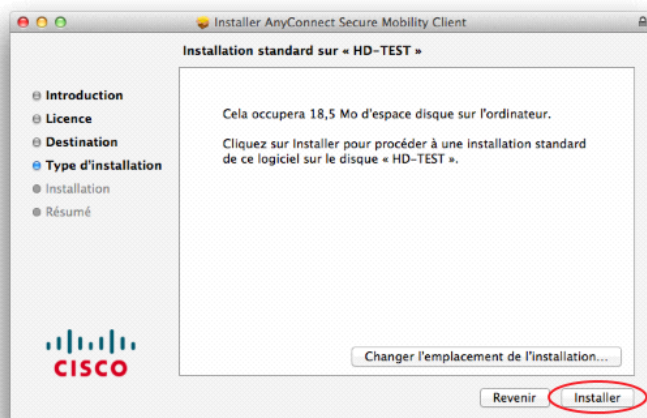 Installer AnyConnect Secure Mobility Client
Installation standard sur « HD-TEST »
Introduction
Licence
Destination
Type d'installation
Installation
Résumé
Cela occupera 18,5 Mo d'espace disque sur l'ordinateur.
Cliquez sur Installer pour procéder à une installation standard
de ce logiciel sur le disque « HD-TEST ».
Changer l'emplacement de l'installation...
CISCO
Revenir
Installer